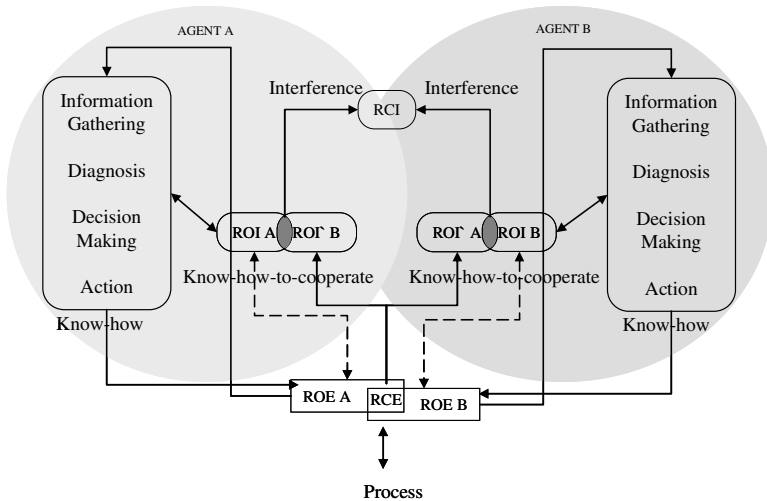 AGENT A
AGENT B
Information
Gathering
Diagnosis
Decision
Making
Action
Know-how
Interference
RCI
Interference
Information
Gathering
Diagnosis
Decision
Making
Action
Know-how
ROI A
ROI` B
ROI` A
ROI B
Know-how-to-cooperate
Know-how-to-cooperate
ROE A
RCE
ROE B
Process